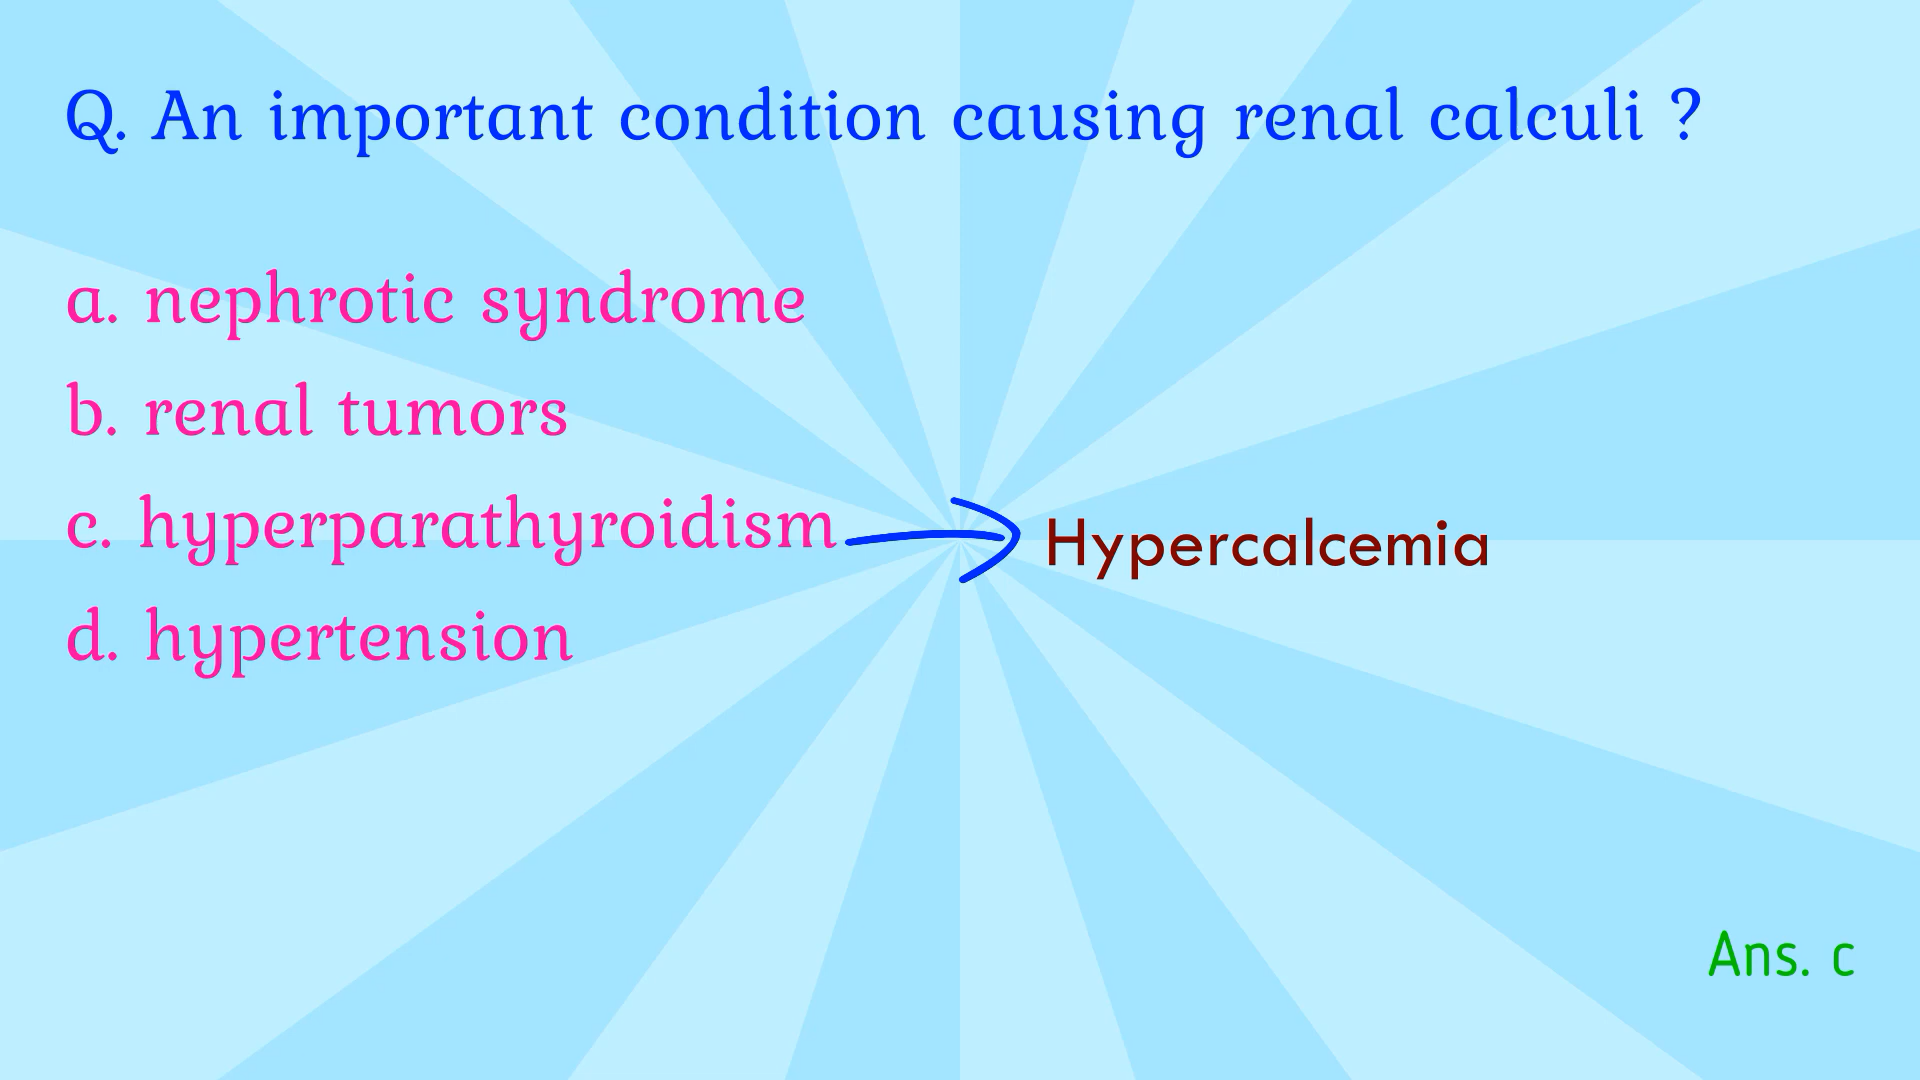 Q. An important condition causing renal calculi ?
a. nephrotic syndrome
b. renal tumors
c. hyperparathyroidism
Hypercalcemia
d. hypertension
Ans. c